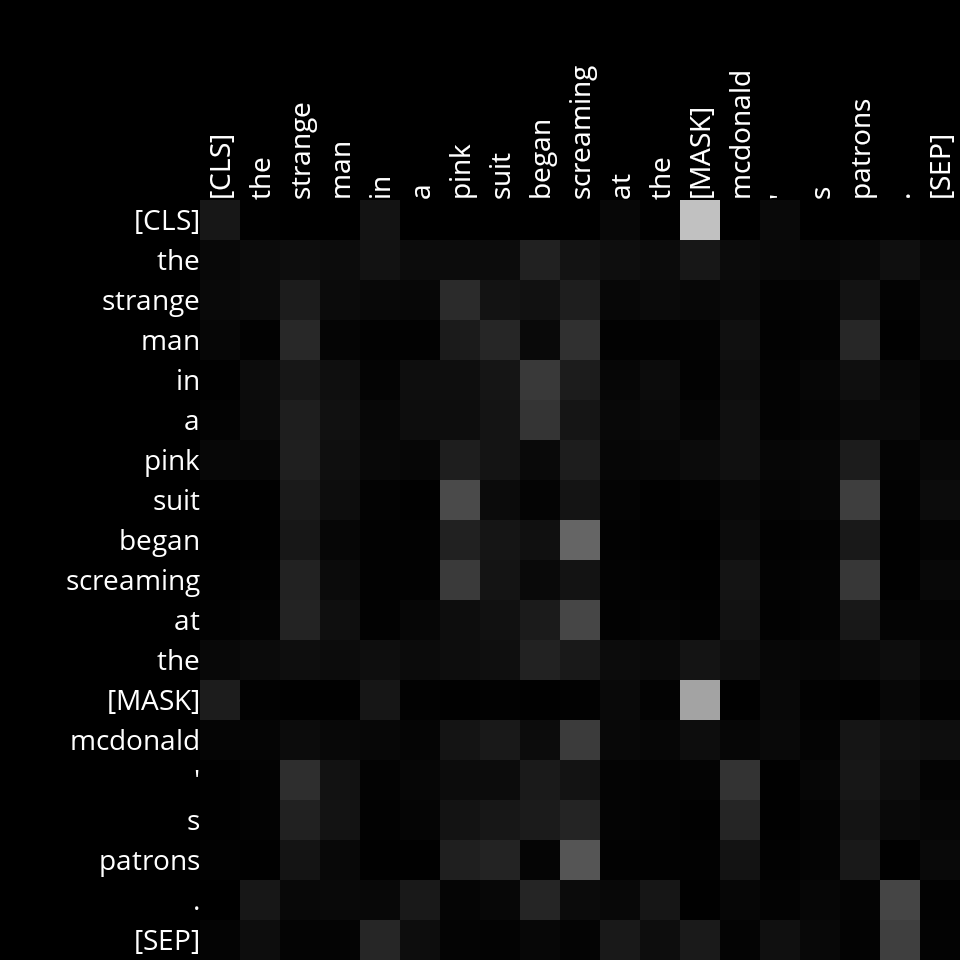 [CLS] the strange man in a pink suit began screaming at the [MASK] mcdonald ' s patrons . [SEP]
[CLS]
the
strange
man
in
a
pink
suit
began
screaming
at
the
[MASK]
mcdonald
'
s
patrons
.
[SEP]